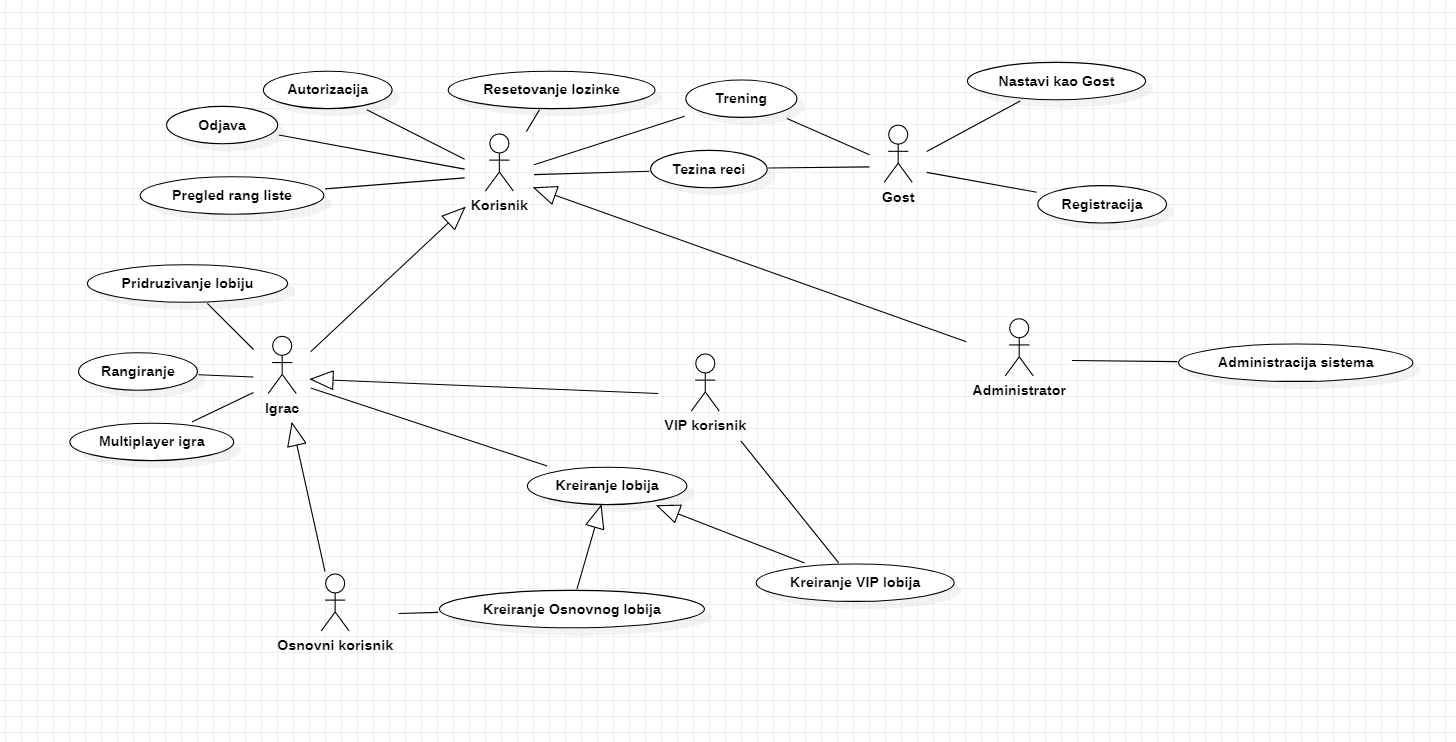 Nastavi kao Gost
Autorizacija
Resetovanje lozinke
Trening
Odjava
Tezina reci
Pregled rang liste
Korisnik
Gost
Registracija
Pridruzivanje lobiju
Rangiranje
Administracija sistema
Administrator
Igrac
VIP korisnik
Multiplayer igra
Kreiranje lobija
Kreiranje VIP lobija
Kreiranje Osnovnog lobija
Osnovni korisnik